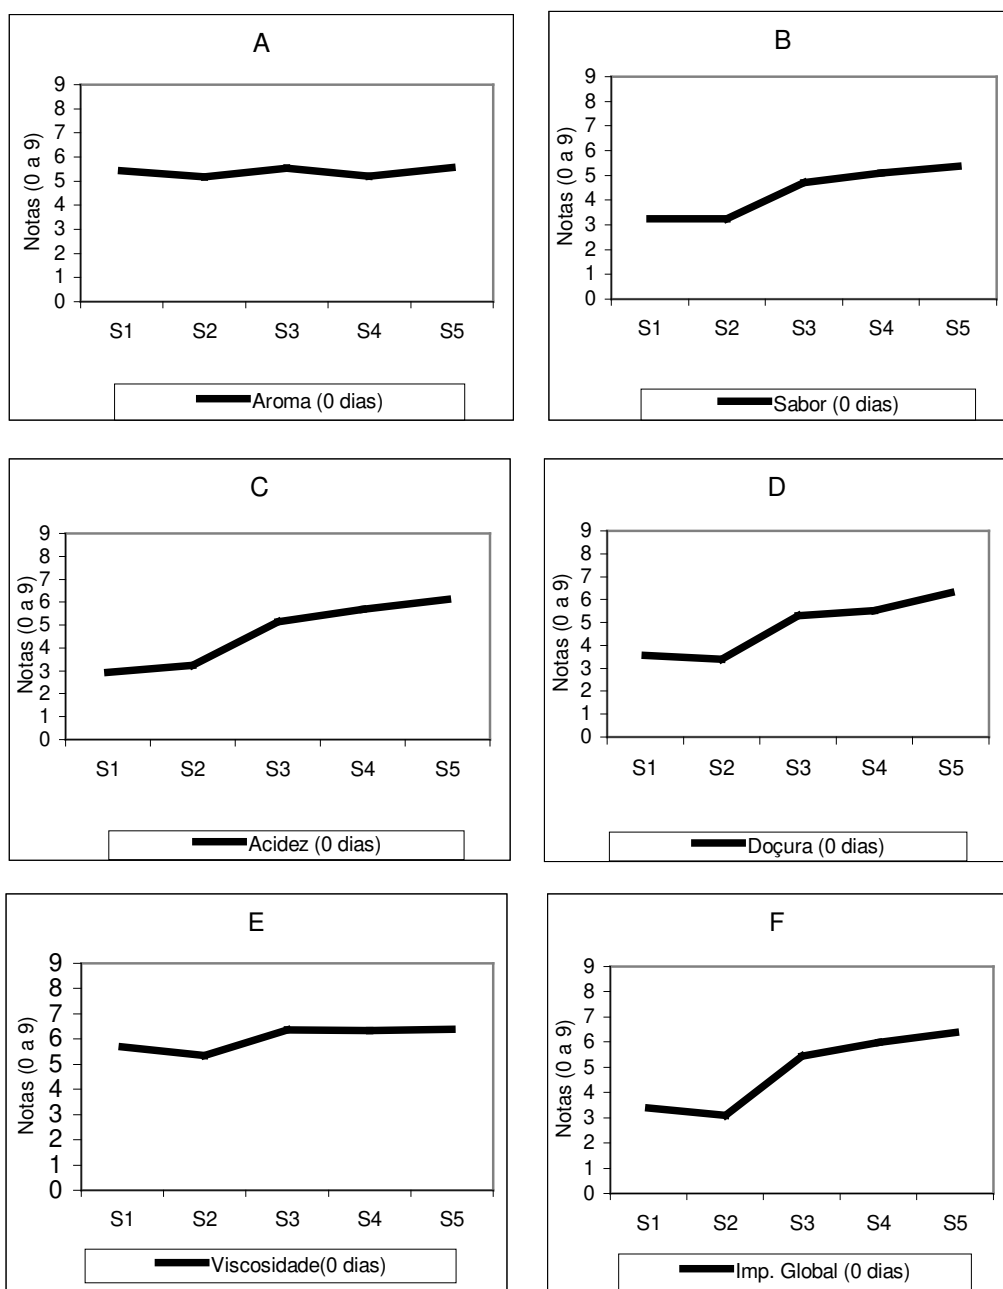 A
Notas (0 a 9)
9
8
7
6
5
4
3
2
1
0
S1 S2 S3 S4 S5
Aroma (0 dias)
B
Notas (0 a 9)
9
8
7
6
5
4
3
2
1
0
S1 S2 S3 S4 S5
Sabor (0 dias)
C
Notas (0 a 9)
9
8
7
6
5
4
3
2
1
0
S1 S2 S3 S4 S5
Acidez (0 dias)
D
Notas (0 a 9)
9
8
7
6
5
4
3
2
1
0
S1 S2 S3 S4 S5
Doçura (0 dias)
E
Notas (0 a 9)
9
8
7
6
5
4
3
2
1
0
S1 S2 S3 S4 S5
Viscosidade(0 dias)
F
Notas (0 a 9)
9
8
7
6
5
4
3
2
1
0
S1 S2 S3 S4 S5
Imp. Global (0 dias)